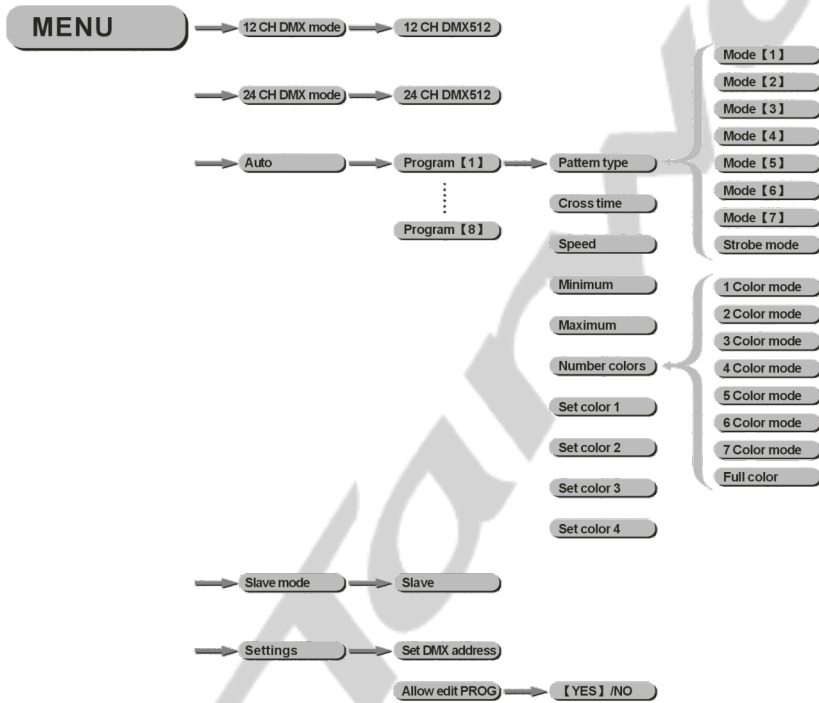 MENU
12 CH DMX mode
12 CH DMX512
24 CH DMX mode
24 CH DMX512
Auto
Program【1】
Program【8】
Pattem type
Cross time
Speed
Minimum
Maximum
Number colors
Set color 1
Set color 2
Set color 3
Set color 4
Mode【1】
Mode【2】
Mode【3】
Mode【4】
Mode【5】
Mode【6】
Mode【7】
Strobe mode
1 Color mode
2 Color mode
3 Color mode
4 Color mode
5 Color mode
6 Color mode
7 Color mode
Full color
Slave mode
Slave
Settings
Set DMX address
Allow edit PROG
【YES】/NO